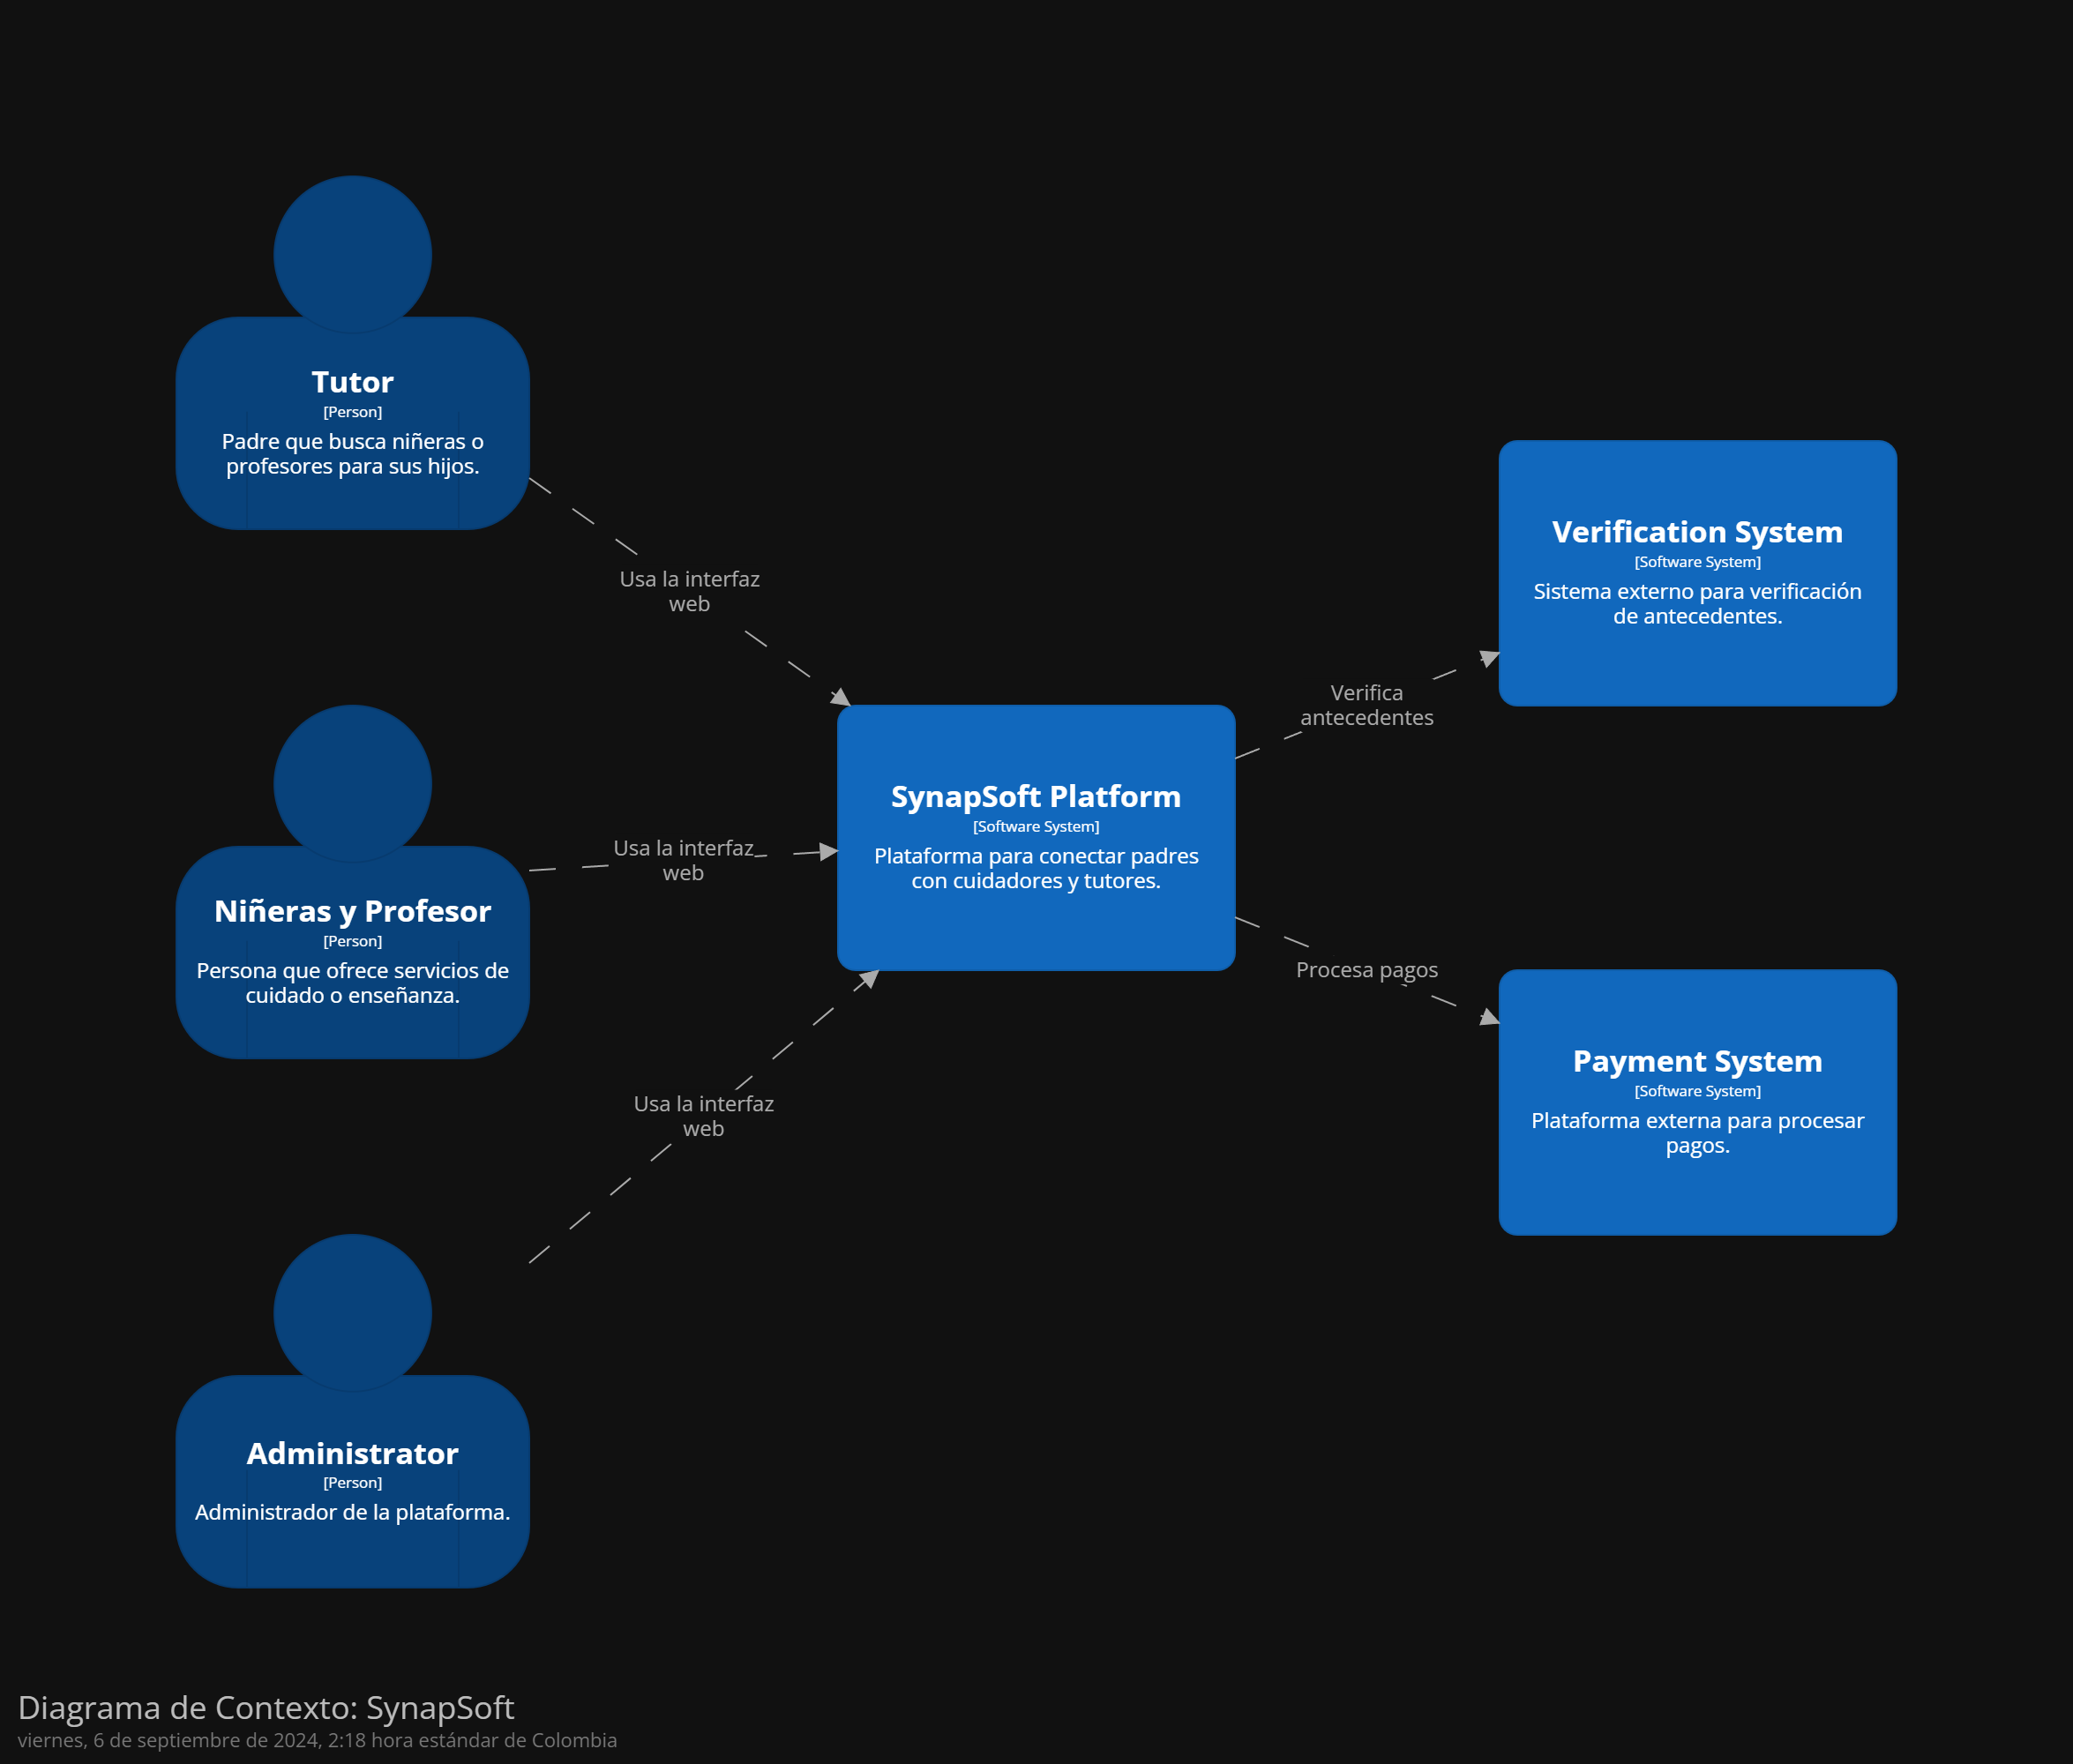 Tutor
[Person]
Padre que busca niñeras o
profesores para sus hijos.
Usa la interfaz
web
Niñeras y Profesor
[Person]
Persona que ofrece servicios de
cuidado o enseñanza.
Usa la interfaz
web
Administrator
[Person]
Administrador de la plataforma.
Usa la interfaz
web
SynapSoft Platform
[Software System]
Plataforma para conectar padres
con cuidadores y tutores.
Verifica
antecedentes
Procesa pagos
Verification System
[Software System]
Sistema externo para verificación
de antecedentes.
Payment System
[Software System]
Plataforma externa para procesar
pagos.
Diagrama de Contexto: SynapSoft
viernes, 6 de septiembre de 2024, 2:18 hora estándar de Colombia